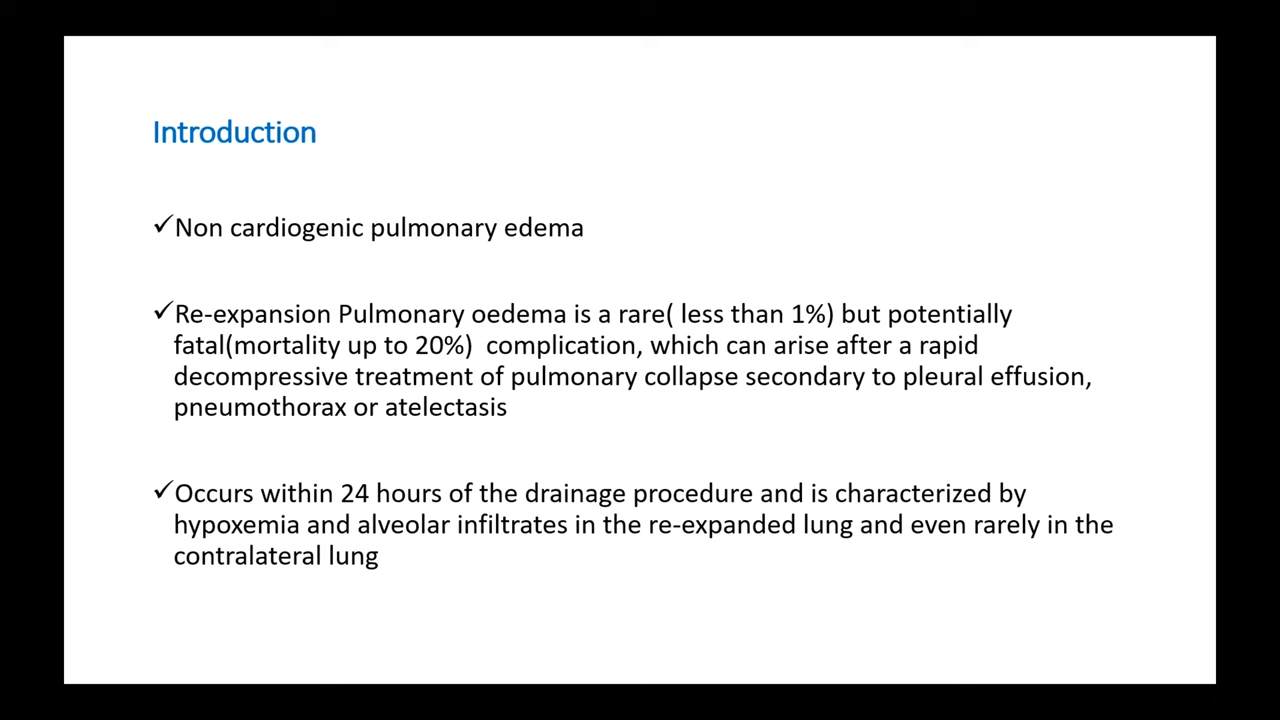 Introduction
✓Non cardiogenic pulmonary edema
✓Re-expansion Pulmonary oedema is a rare( less than 1%) but potentially
fatal(mortality up to 20%)  complication, which can arise after a rapid
decompressive treatment of pulmonary collapse secondary to pleural effusion,
pneumothorax or atelectasis
✓Occurs within 24 hours of the drainage procedure and is characterized by
hypoxemia and alveolar infiltrates in the re-expanded lung and even rarely in the
contralateral lung